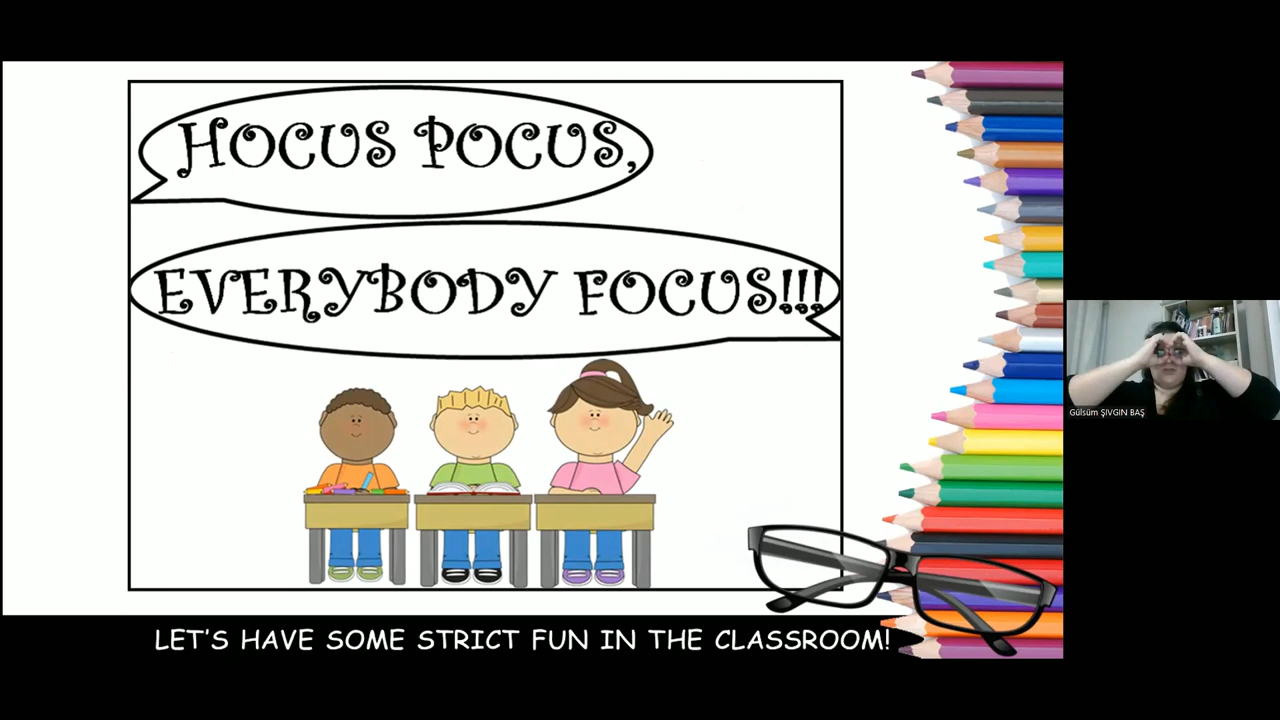 HOCUS POCUS,
EVERYBODY FOCUS!!!
Gülsüm ŞIVGIN BAŞ
LET'S HAVE SOME STRICT FUN IN THE CLASSROOM!